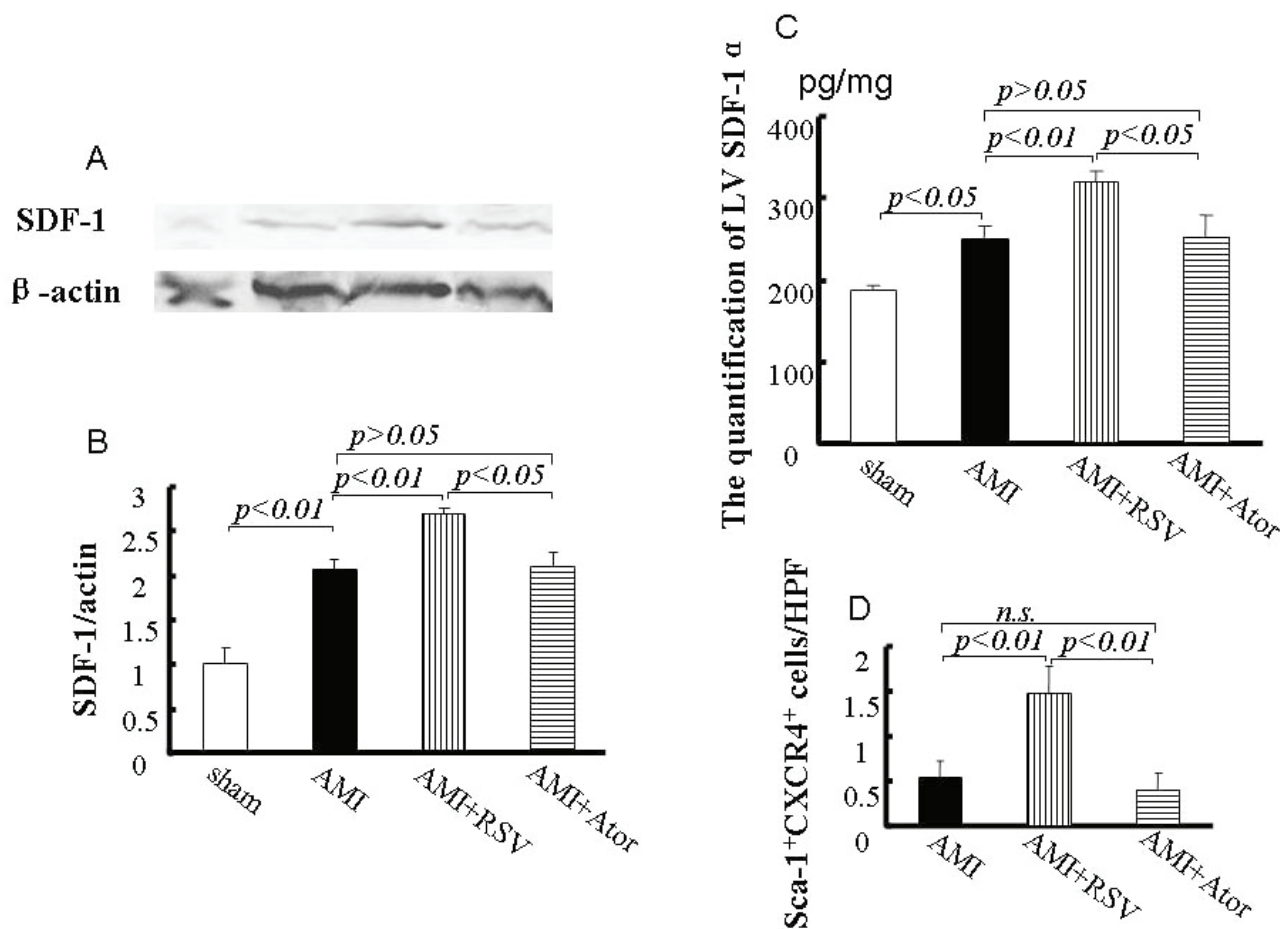 A
SDF-1
β -actin
B
SDF-1/actin
3
2.5
2
1.5
1
0.5
0
p>0.05
p<0.01
p<0.05
p<0.01
sham
AMI
AMI+RSV
AMI+Ator
C
The quantification of LV SDF-1 α
pg/mg
400
300
200
100
0
p>0.05
p<0.01
p<0.05
p<0.05
sham
AMI
AMI+RSV
AMI+Ator
D
Sca-1⁺CXCR4⁺ cells/HPF
2
1.5
1
0.5
0
n.s.
p<0.01
p<0.01
AMI
AMI+RSV
AMI+Ator